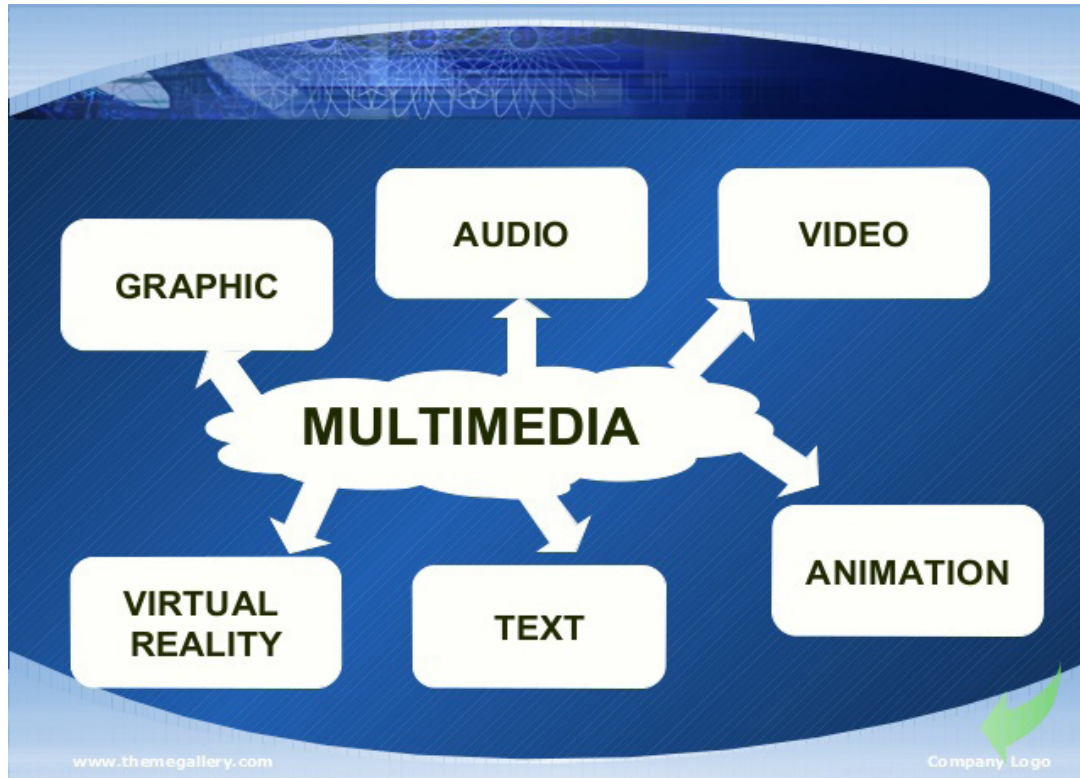 AUDIO
VIDEO
GRAPHIC
MULTIMEDIA
ANIMATION
VIRTUAL
REALITY
TEXT
www.themegallery.com
Company Logo